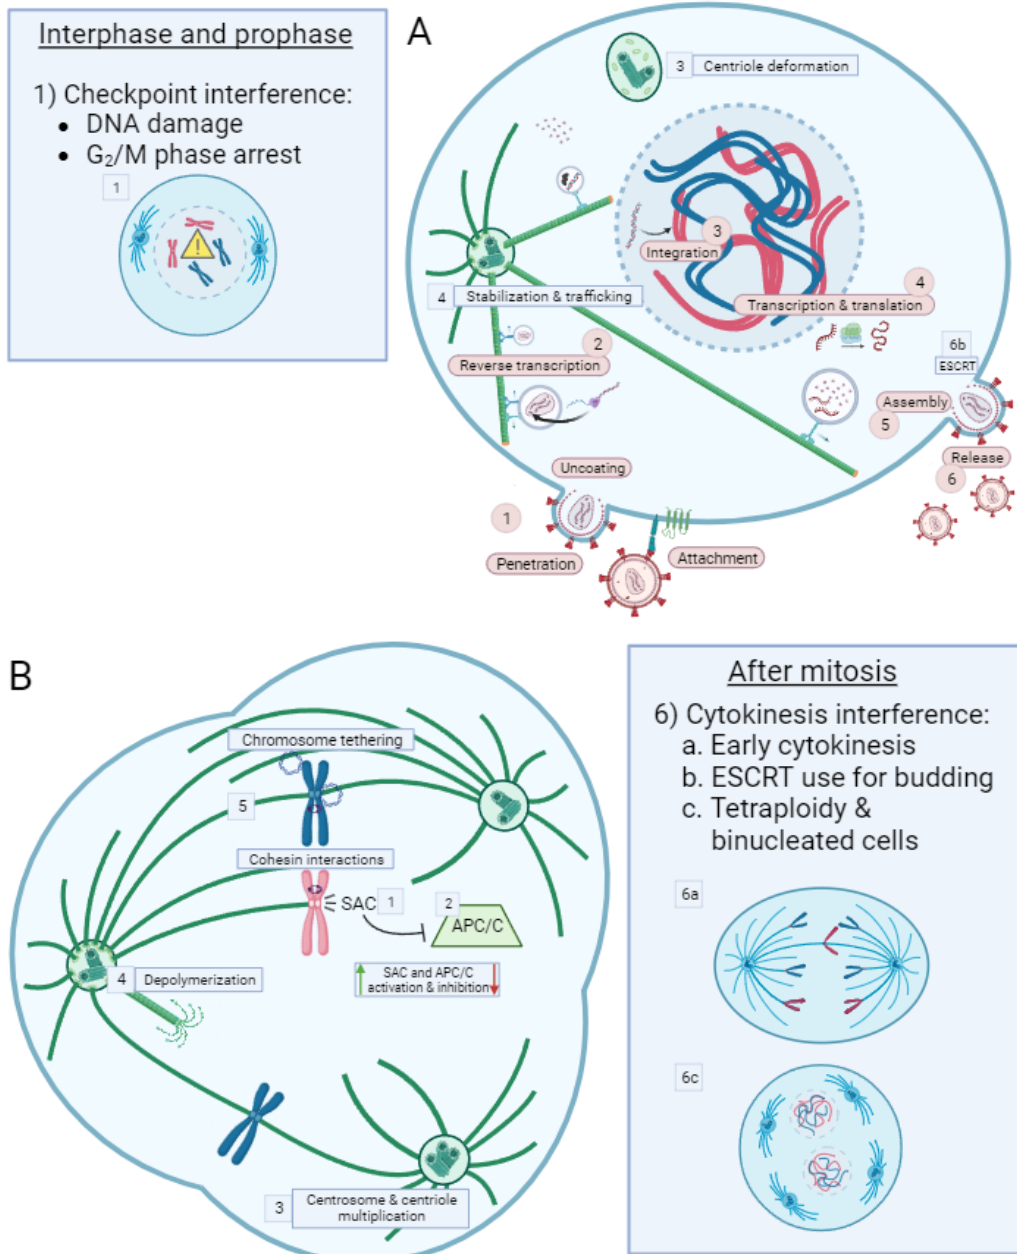 Interphase and prophase
1) Checkpoint interference:
• DNA damage
• G₂/M phase arrest
1
A
3 Centriole deformation
3
Integration
4
Transcription & translation
4 Stabilization & trafficking
2
Reverse transcription
6b
ESCRT
Assembly
5
Release
6
Uncoating
1
Penetration
Attachment
B
Chromosome tethering
5
Cohesin interactions
SAC 1
2
APC/C
SAC and APC/C
activation & inhibition
4 Depolymerization
3 Centrosome & centriole
multiplication
After mitosis
6) Cytokinesis interference:
a. Early cytokinesis
b. ESCRT use for budding
c. Tetraploidy &
binucleated cells
6a
6c